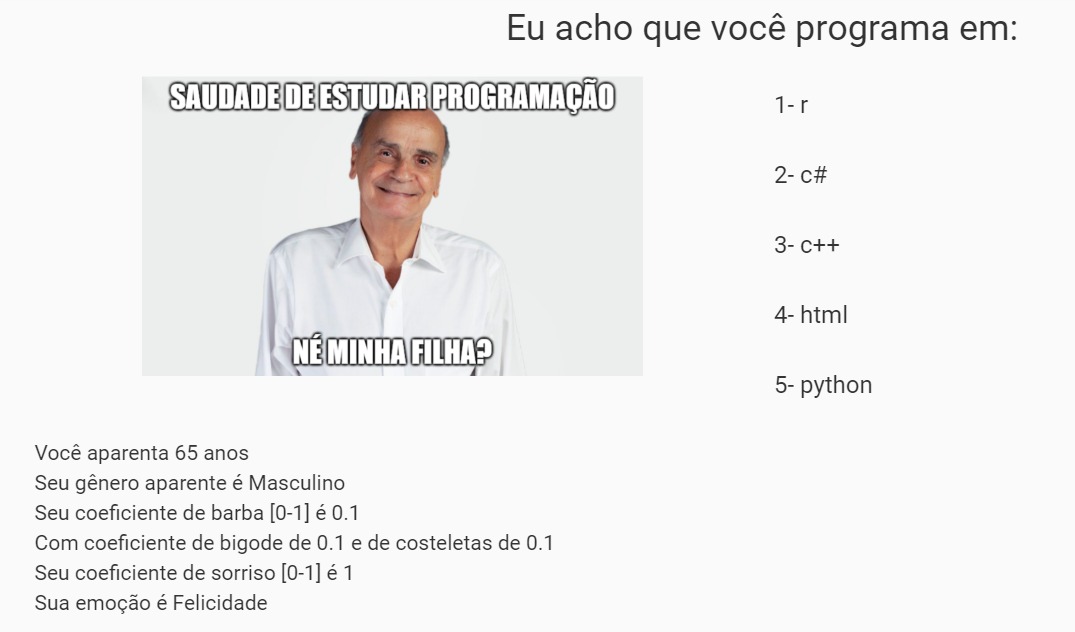 Eu acho que você programa em:
SAUDADE DE ESTUDAR PROGRAMAÇÃO
NÉ MINHA FILHA?
1- r
2- c#
3- c++
4- html
5- python
Você aparenta 65 anos
Seu gênero aparente é Masculino
Seu coeficiente de barba [0-1] é 0.1
Com coeficiente de bigode de 0.1 e de costeletas de 0.1
Seu coeficiente de sorriso [0-1] é 1
Sua emoção é Felicidade